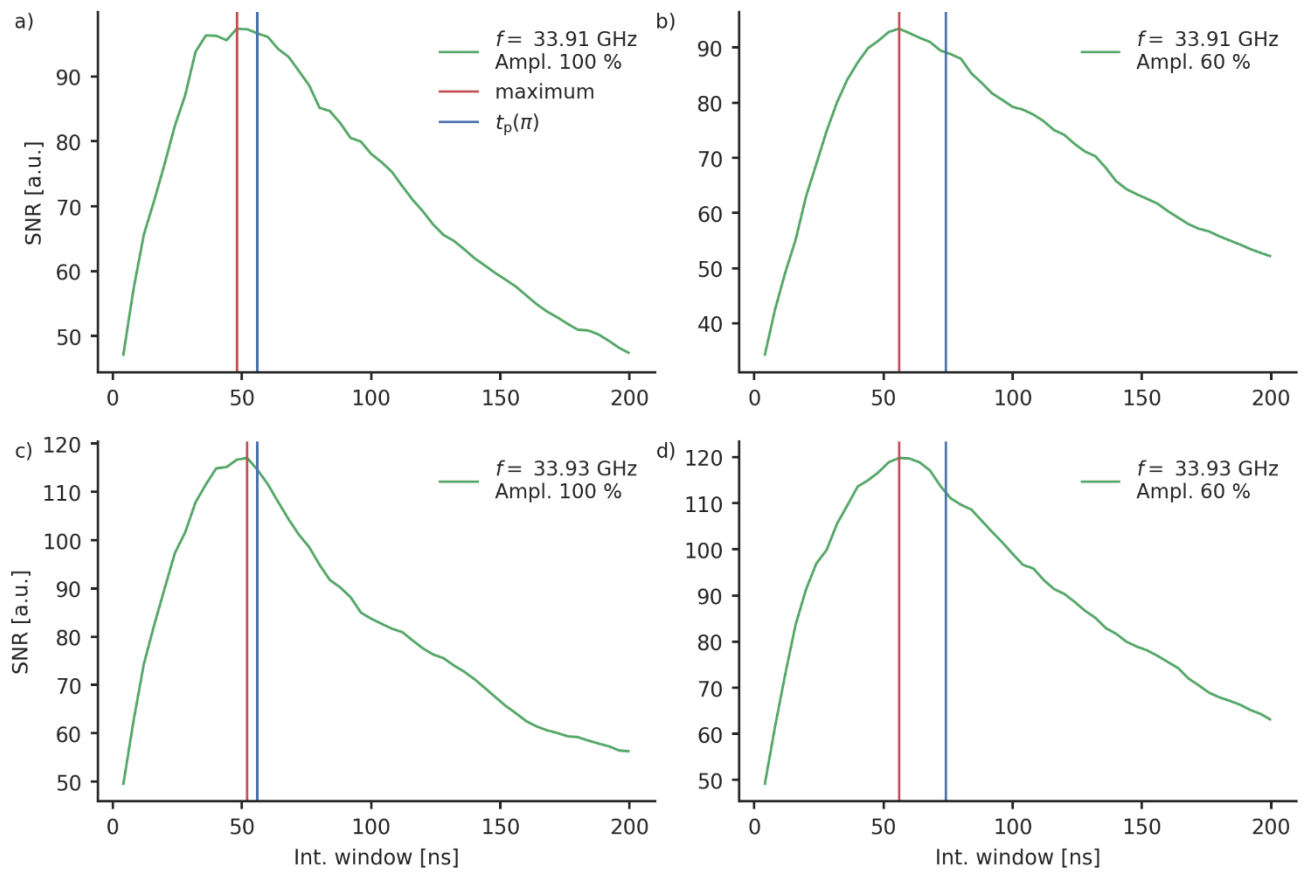 a)
f = 33.91 GHz
Ampl. 100 %
maximum
tp(π)
SNR [a.u.]
90
80
70
60
50
0 50 100 150 200
b)
f = 33.91 GHz
Ampl. 60 %
90
80
70
60
50
40
0 50 100 150 200
c)
f = 33.93 GHz
Ampl. 100 %
SNR [a.u.]
120
110
100
90
80
70
60
50
0 50 100 150 200
Int. window [ns]
d)
f = 33.93 GHz
Ampl. 60 %
120
110
100
90
80
70
60
50
0 50 100 150 200
Int. window [ns]